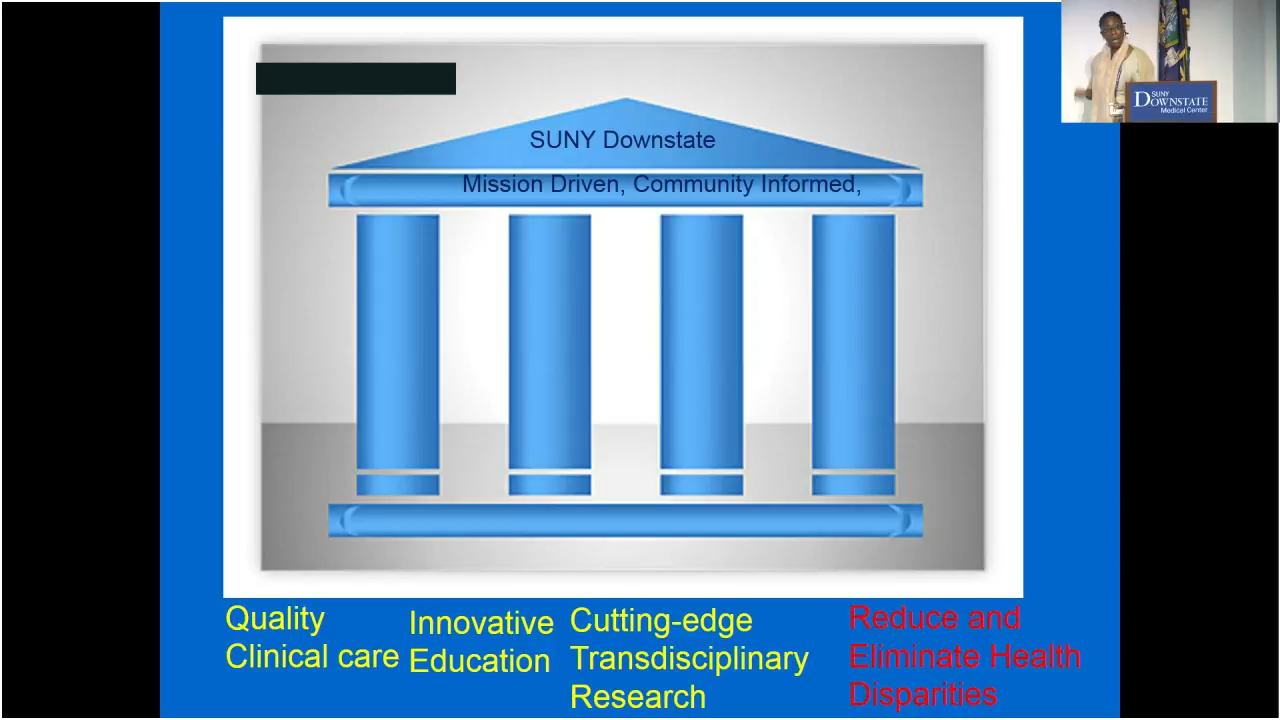 SUNY
DOWNSTATE
Medical Center
SUNY Downstate
Mission Driven, Community Informed,
Quality
Clinical care
Innovative
Education
Cutting-edge
Transdisciplinary
Research
Reduce and
Eliminate Health
Disparities